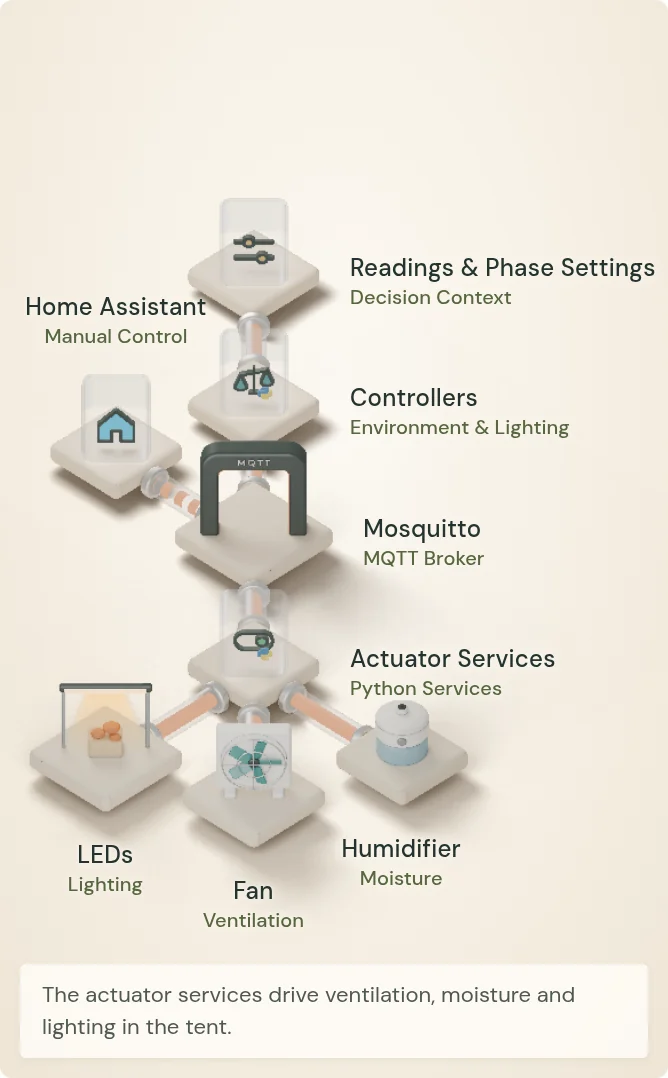 Readings & Phase Settings
Decision Context
Home Assistant
Manual Control
Controllers
Environment & Lighting
MQTT
Mosquitto
MQTT Broker
Actuator Services
Python Services
LEDs
Lighting
Humidifier
Moisture
Fan
Ventilation
The actuator services drive ventilation, moisture and
lighting in the tent.